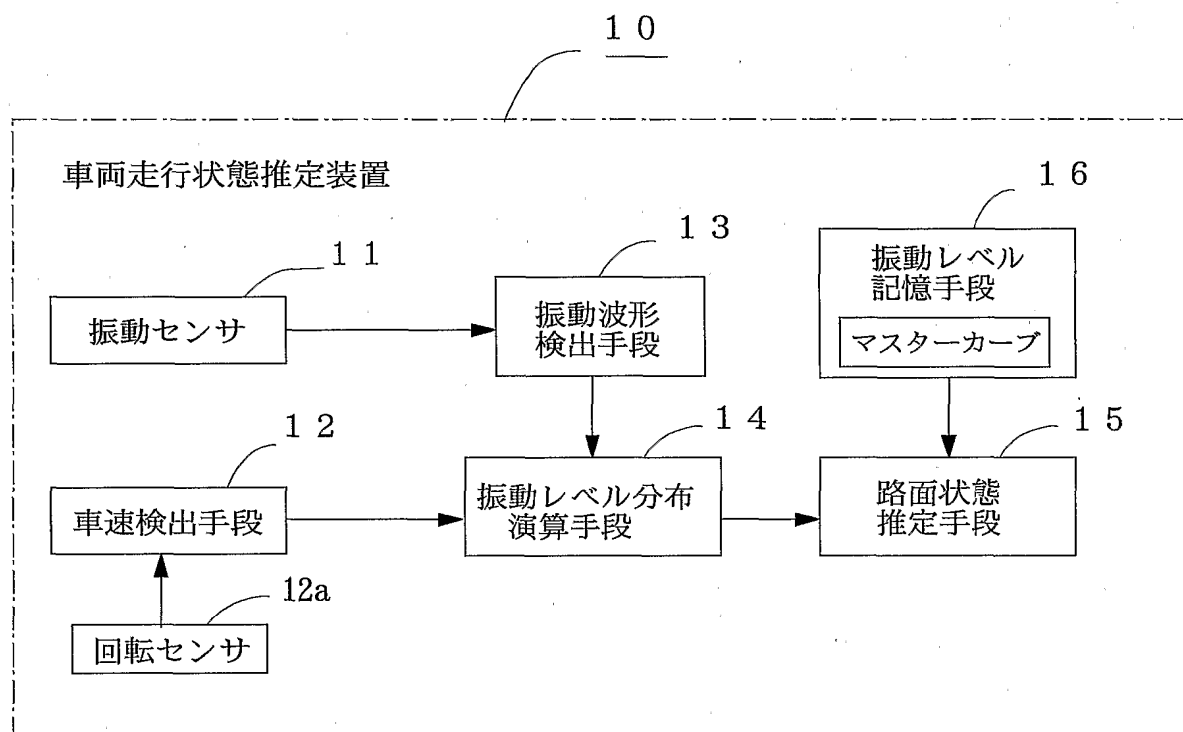 １０
車両走行状態推定装置
１６
１３
１１
振動レベル
記憶手段
マスターカーブ
振動センサ
振動波形
検出手段
１２
１４
１５
車速検出手段
振動レベル分布
演算手段
路面状態
推定手段
12a
回転センサ